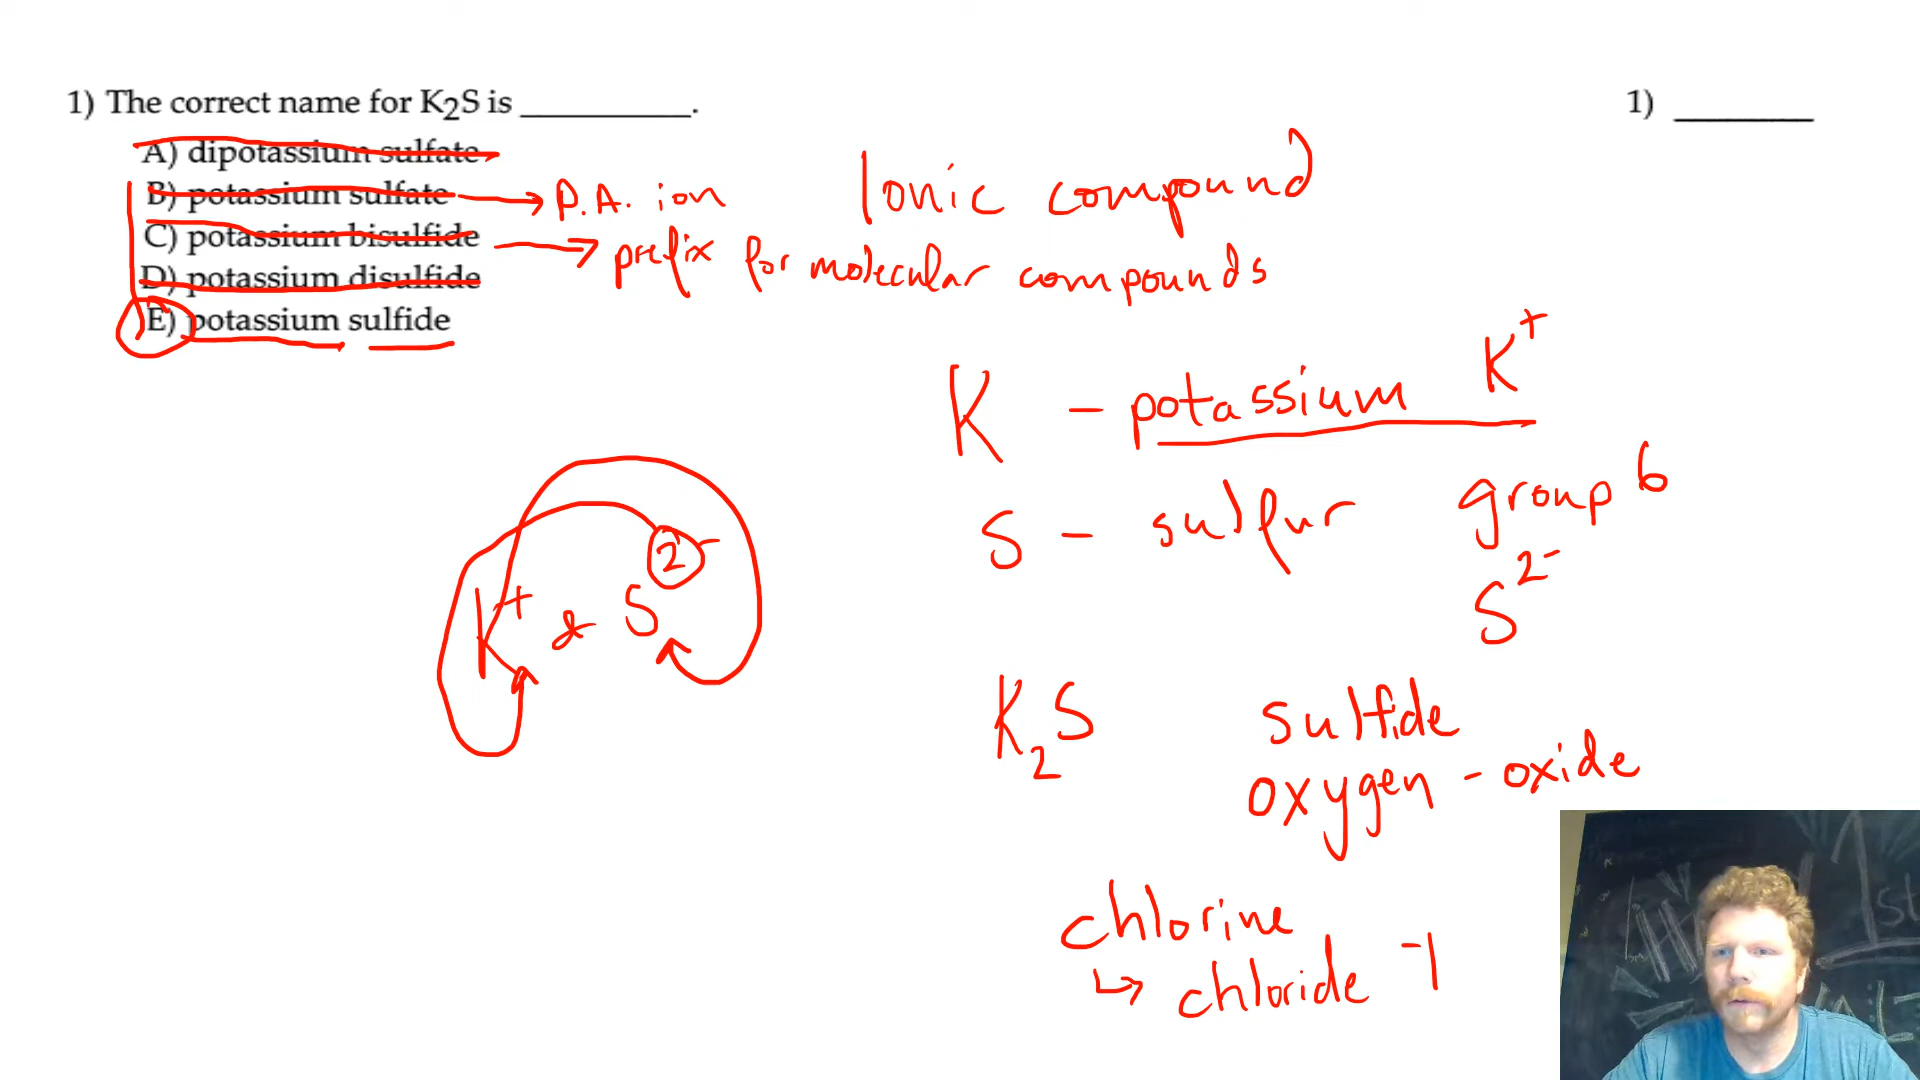 1) The correct name for K2S is __________.
1) ________
A) dipotassium sulfate
B) potassium sulfate
C) potassium bisulfide
D) potassium disulfide
E) potassium sulfide
P.A. ion
Ionic compound
prefix for molecular compounds
K - potassium K+
S - sulfur group 6
S2-
K+ & S2-
K2S
sulfide
oxygen - oxide
chlorine
↳ chloride -1